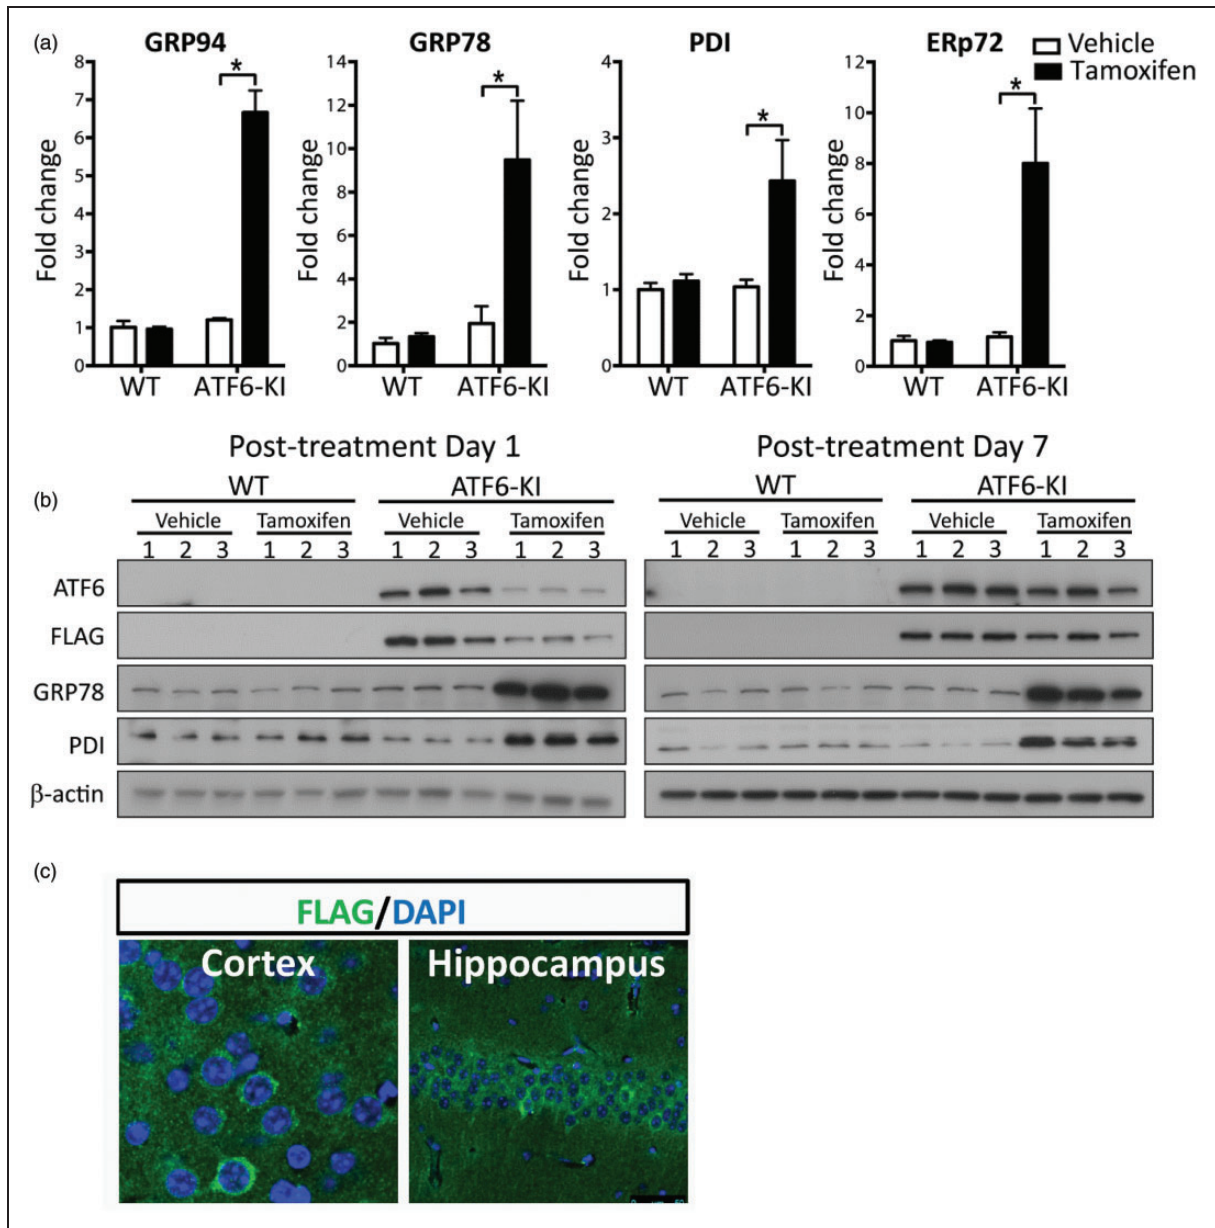 (a)
GRP94
GRP78
PDI
ERp72
Vehicle
Tamoxifen
Fold change
8
7
6
5
4
3
2
1
0
*
WT
ATF6-KI
Fold change
14
12
10
8
6
4
2
0
*
WT
ATF6-KI
Fold change
4
3
2
1
0
*
WT
ATF6-KI
Fold change
12
10
8
6
4
2
0
*
WT
ATF6-KI
Post-treatment Day 1
Post-treatment Day 7
(b)
WT
ATF6-KI
WT
ATF6-KI
Vehicle Tamoxifen Vehicle Tamoxifen
Vehicle Tamoxifen Vehicle Tamoxifen
1 2 3 1 2 3 1 2 3 1 2 3
1 2 3 1 2 3 1 2 3 1 2 3
ATF6
FLAG
GRP78
PDI
β-actin
(c)
FLAG/DAPI
Cortex
Hippocampus